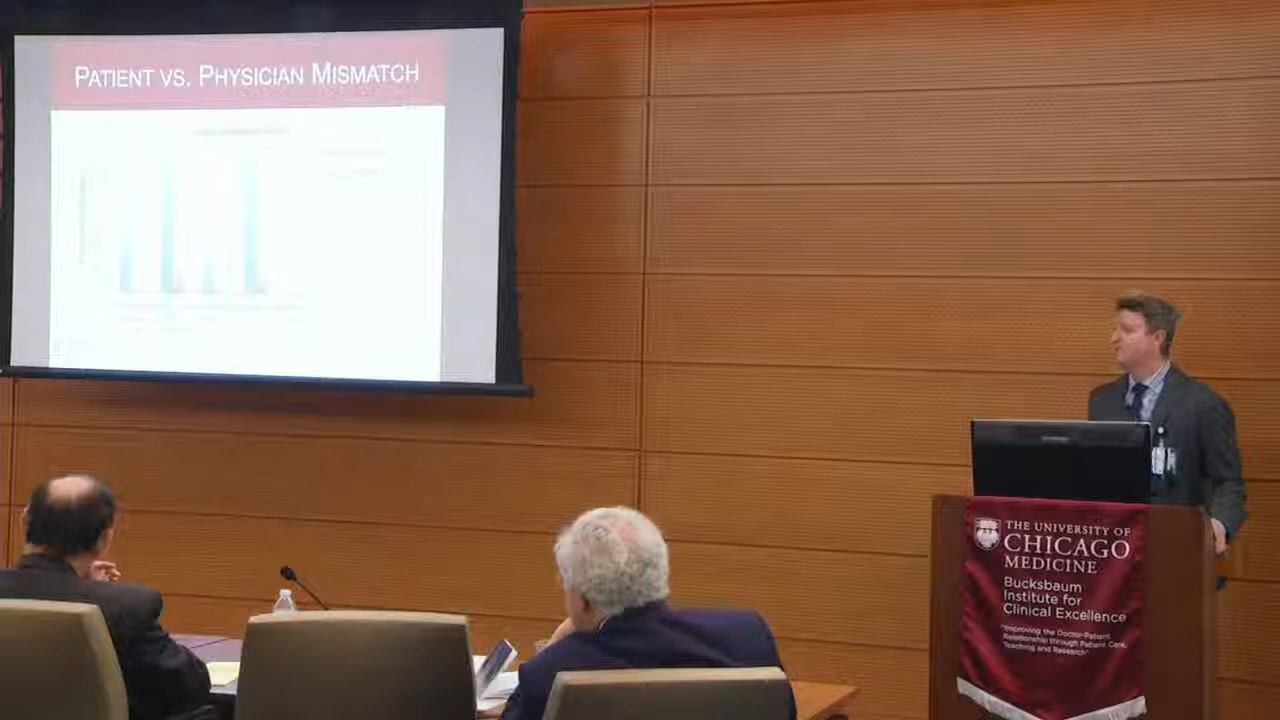 PATIENT VS. PHYSICIAN MISMATCH
THE UNIVERSITY OF
CHICAGO
MEDICINE
Bucksbaum
Institute for
Clinical Excellence
"Improving the Doctor-Patient
Relationship through Patient Care,
Teaching and Research"